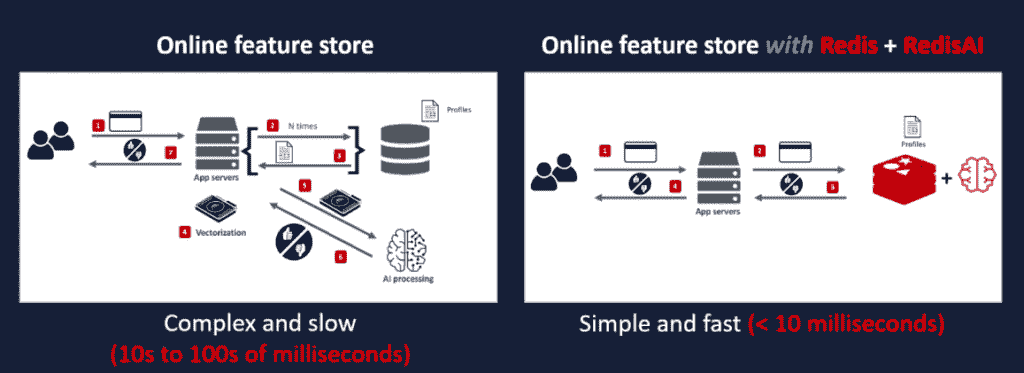 Online feature store
1
2
N times
Profiles
7
3
App servers
5
4
Vectorization
6
AI processing
Complex and slow
(10s to 100s of milliseconds)
Online feature store with Redis + RedisAI
Profiles
1
2
4
App servers
+
Simple and fast (< 10 milliseconds)